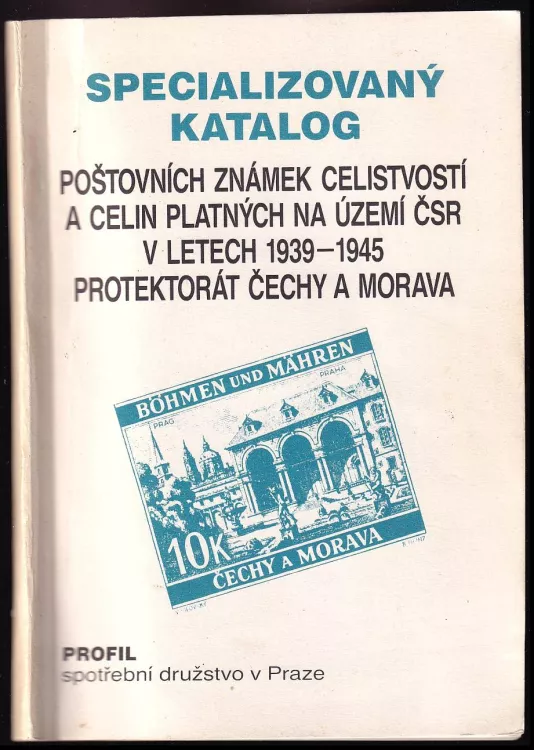 SPECIALIZOVANÝ
KATALOG
POŠTOVNÍCH ZNÁMEK CELISTVOSTÍ
A CELIN PLATNÝCH NA ÚZEMÍ ČSR
V LETECH 1939–1945
PROTEKTORÁT ČECHY A MORAVA
BÖHMEN UND MÄHREN
PRAG
PRAHA
10K
ČECHY A MORAVA
PROFIL
spotřební družstvo v Praze